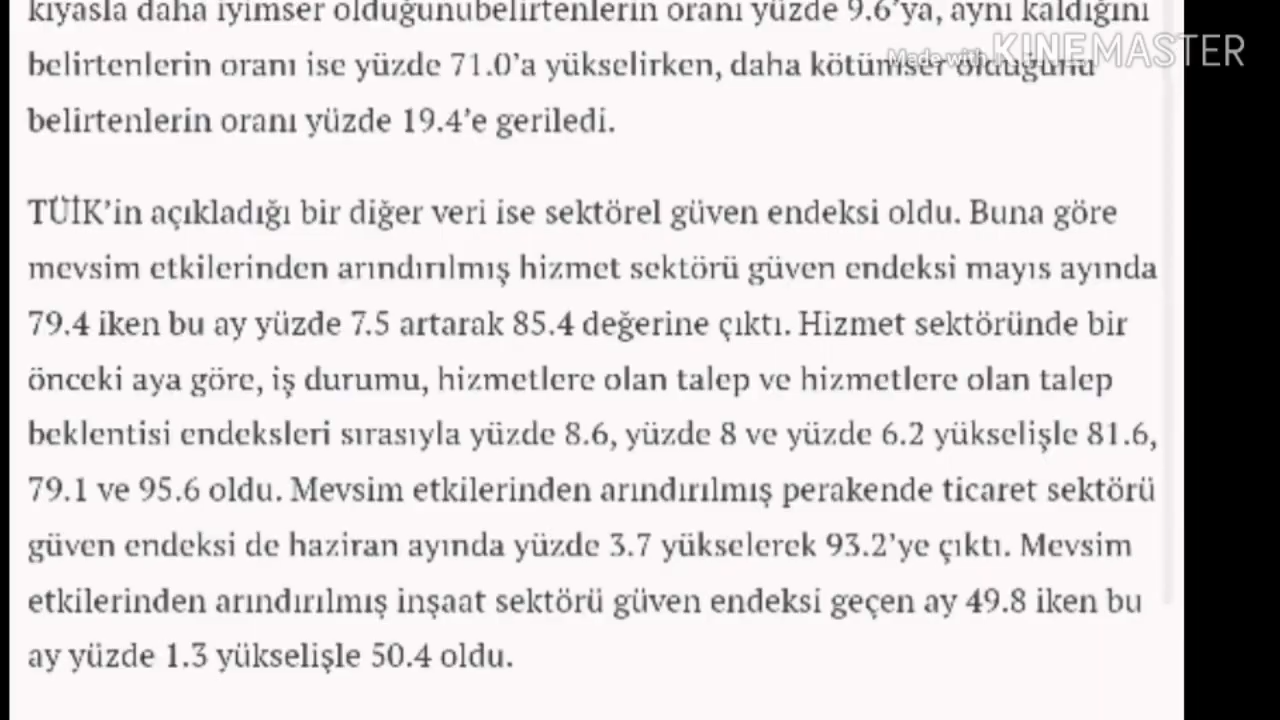 kıyasla daha iyimser olduğunubelirtenlerin oranı yüzde 9.6'ya, aynı kaldığını
belirtenlerin oranı ise yüzde 71.0'a yükselirken, daha kötümser olduğunu
belirtenlerin oranı yüzde 19.4'e geriledi.
Made with KINEMASTER
TÜİK'in açıkladığı bir diğer veri ise sektörel güven endeksi oldu. Buna göre
mevsim etkilerinden arındırılmış hizmet sektörü güven endeksi mayıs ayında
79.4 iken bu ay yüzde 7.5 artarak 85.4 değerine çıktı. Hizmet sektöründe bir
önceki aya göre, iş durumu, hizmetlere olan talep ve hizmetlere olan talep
beklentisi endeksleri sırasıyla yüzde 8.6, yüzde 8 ve yüzde 6.2 yükselişle 81.6,
79.1 ve 95.6 oldu. Mevsim etkilerinden arındırılmış perakende ticaret sektörü
güven endeksi de haziran ayında yüzde 3.7 yükselerek 93.2'ye çıktı. Mevsim
etkilerinden arındırılmış inşaat sektörü güven endeksi geçen ay 49.8 iken bu
ay yüzde 1.3 yükselişle 50.4 oldu.